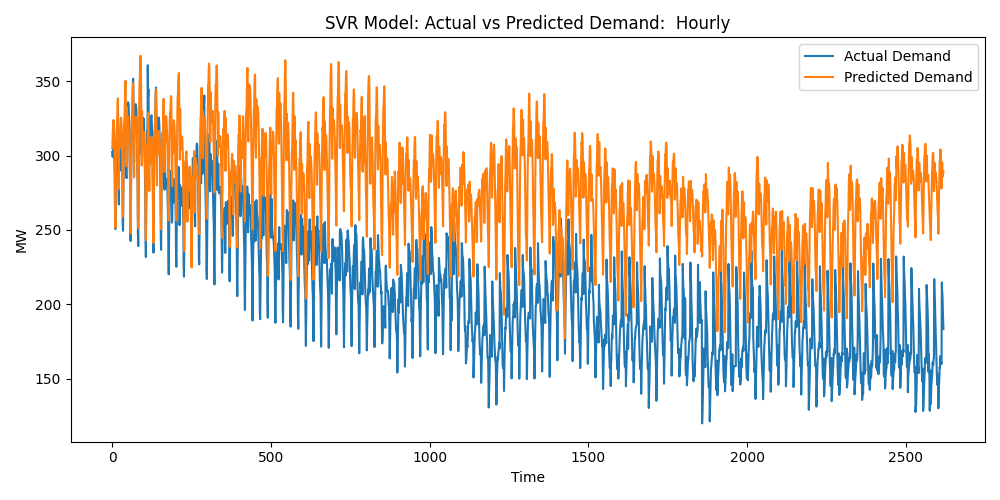 SVR Model: Actual vs Predicted Demand:  Hourly
Actual Demand
Predicted Demand
350
300
250
200
150
MW
0 500 1000 1500 2000 2500
Time